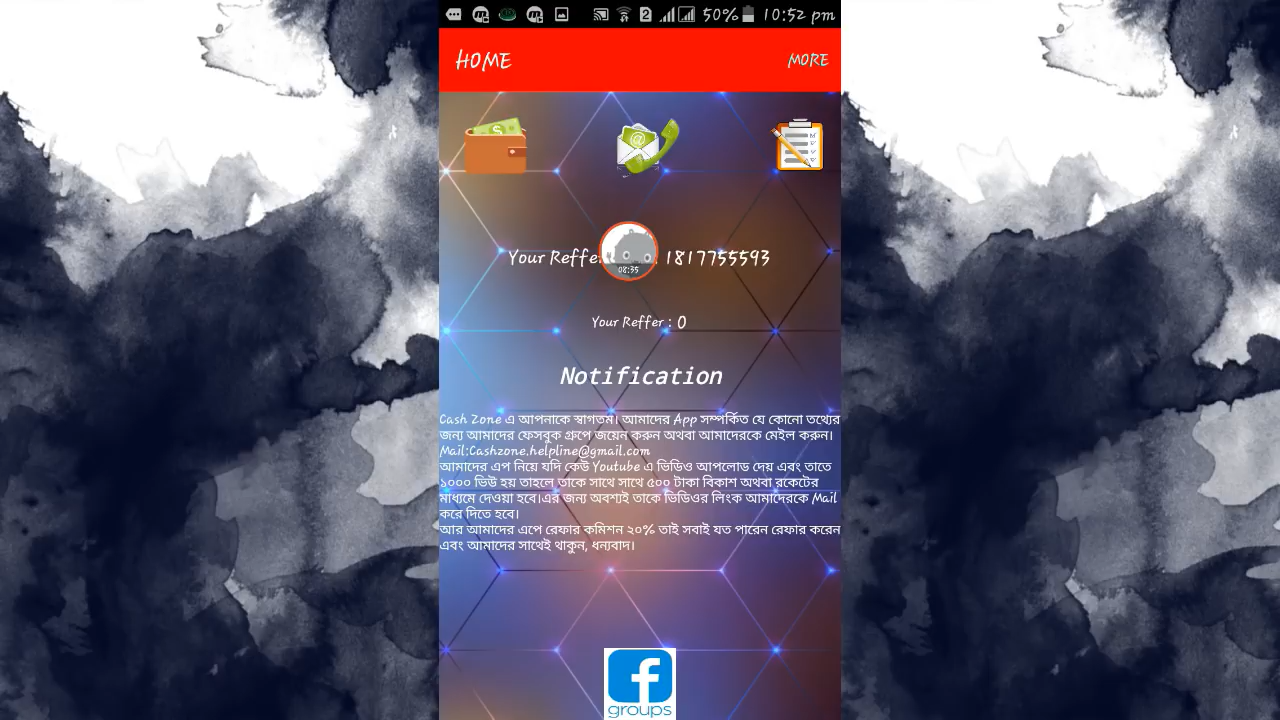 2 50% 10:52 pm
HOME MORE
Your Reffe : 1817755593
08:35
Your Reffer : 0
Notification
Cash Zone এ আপনাকে স্বাগতম। আমাদের App সম্পর্কিত যে কোনো তথ্যের
জন্য আমাদের ফেসবুক গ্রুপে জয়েন করুন অথবা আমাদেরকে মেইল করুন।
Mail:Cashzone.helpline@gmail.com
আমাদের এপ নিয়ে যদি কেউ Youtube এ ভিডিও আপলোড দেয় এবং তাতে
১০০০ ভিউ হয় তাহলে তাকে সাথে সাথে ৫০০ টাকা বিকাশ অথবা রকেটের
মাধ্যমে দেওয়া হবে।এর জন্য অবশ্যই তাকে ভিডিওর লিংক আমাদেরকে Mail
করে দিতে হবে।
আর আমাদের এপে রেফার কমিশন ২০% তাই সবাই যত পারেন রেফার করেন
এবং আমাদের সাথেই থাকুন, ধন্যবাদ।
groups